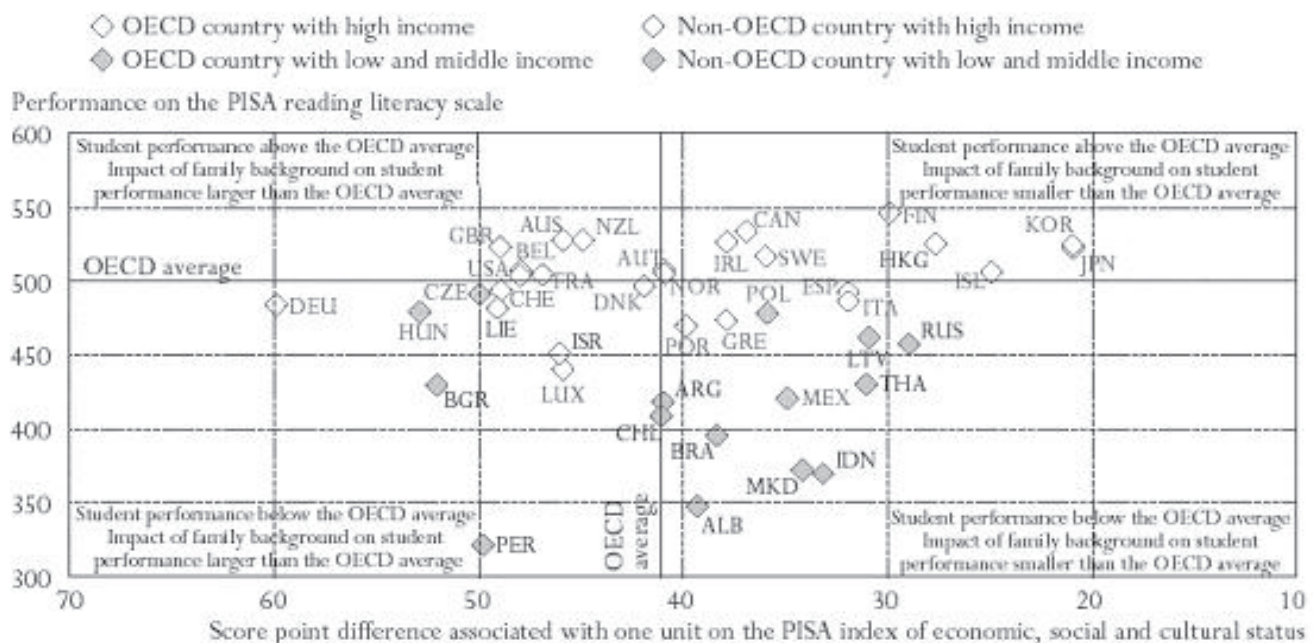 OECD country with high income
Non-OECD country with high income
OECD country with low and middle income
Non-OECD country with low and middle income
Performance on the PISA reading literacy scale
600
Student performance above the OECD average
Impact of family background on student
performance larger than the OECD average
Student performance above the OECD average
Impact of family background on student
performance smaller than the OECD average
550
FIN
CAN
KOR
AUS
NZL
GBR
BEL
AUT
IRL
SWE
HKG
JPN
OECD average
USA
FRA
ISL
500
CZE
CHE
DNK
NOR
POL
ESP
ITA
DEU
HUN
LIE
ISR
POR
GRE
LTV
RUS
450
BGR
LUX
ARG
MEX
THA
400
CHL
BRA
MKD
IDN
350
ALB
Student performance below the OECD average
Impact of family background on student
performance larger than the OECD average
PER
OECD
average
Student performance below the OECD average
Impact of family background on student
performance smaller than the OECD average
300
70
60
50
40
30
20
10
Score point difference associated with one unit on the PISA index of economic, social and cultural status